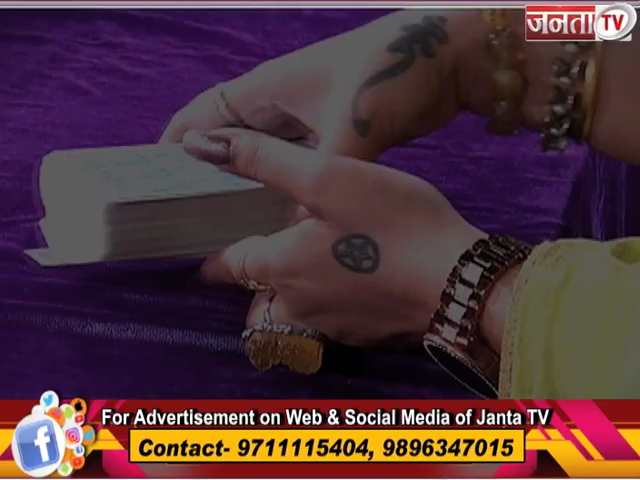 जनता TV
For Advertisement on Web & Social Media of Janta TV
Contact- 9711115404, 9896347015